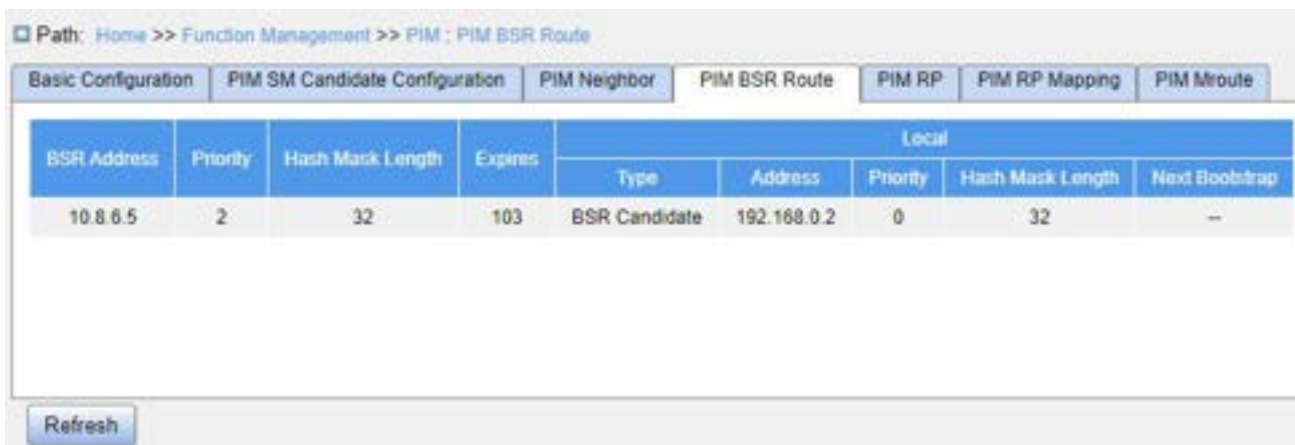 Path: Home >> Function Management >> PIM : PIM BSR Route
Basic Configuration PIM SM Candidate Configuration PIM Neighbor PIM BSR Route PIM RP PIM RP Mapping PIM Mroute
BSR Address Priority Hash Mask Length Expires Local
Type Address Priority Hash Mask Length Next Bootstrap
10.8.6.5 2 32 103 BSR Candidate 192.168.0.2 0 32 --
Refresh